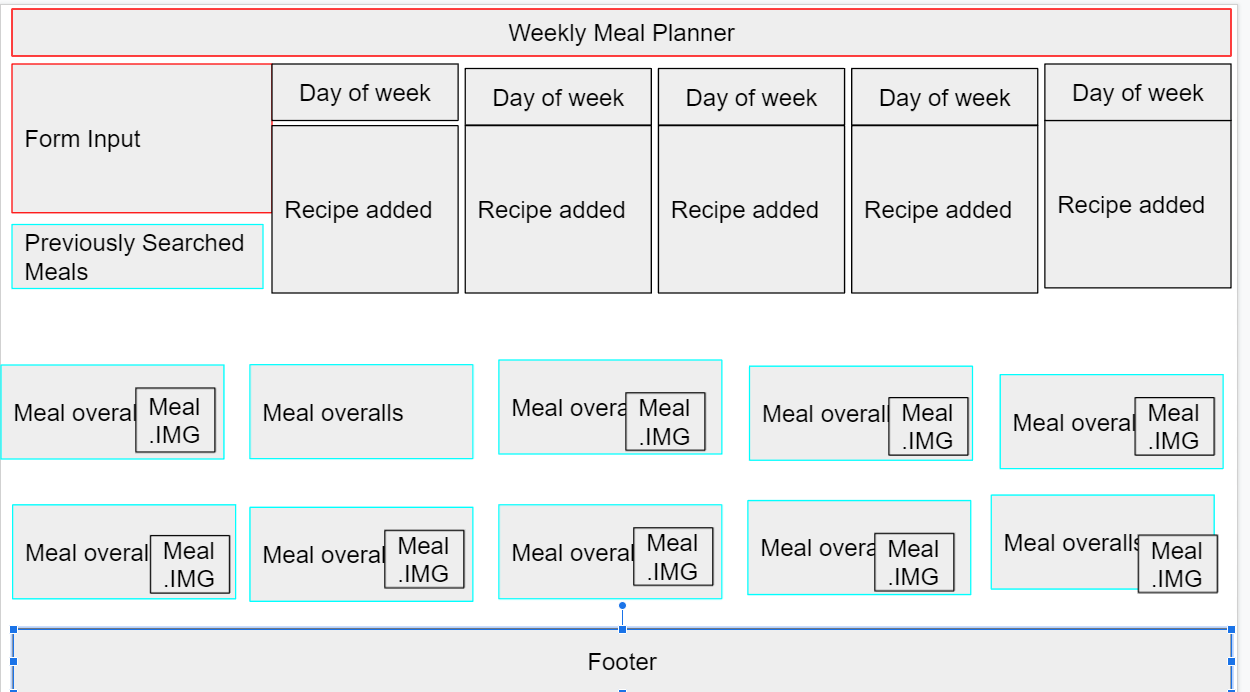 Weekly Meal Planner
Day of week
Day of week
Day of week
Day of week
Day of week
Form Input
Recipe added
Recipe added
Recipe added
Recipe added
Recipe added
Previously Searched
Meals
Meal overal
Meal
.IMG
Meal overalls
Meal overa
Meal
.IMG
Meal overall
Meal
.IMG
Meal overal
Meal
.IMG
Meal overal
Meal
.IMG
Meal overal
Meal
.IMG
Meal overal
Meal
.IMG
Meal overa
Meal
.IMG
Meal overalls
Meal
.IMG
Footer